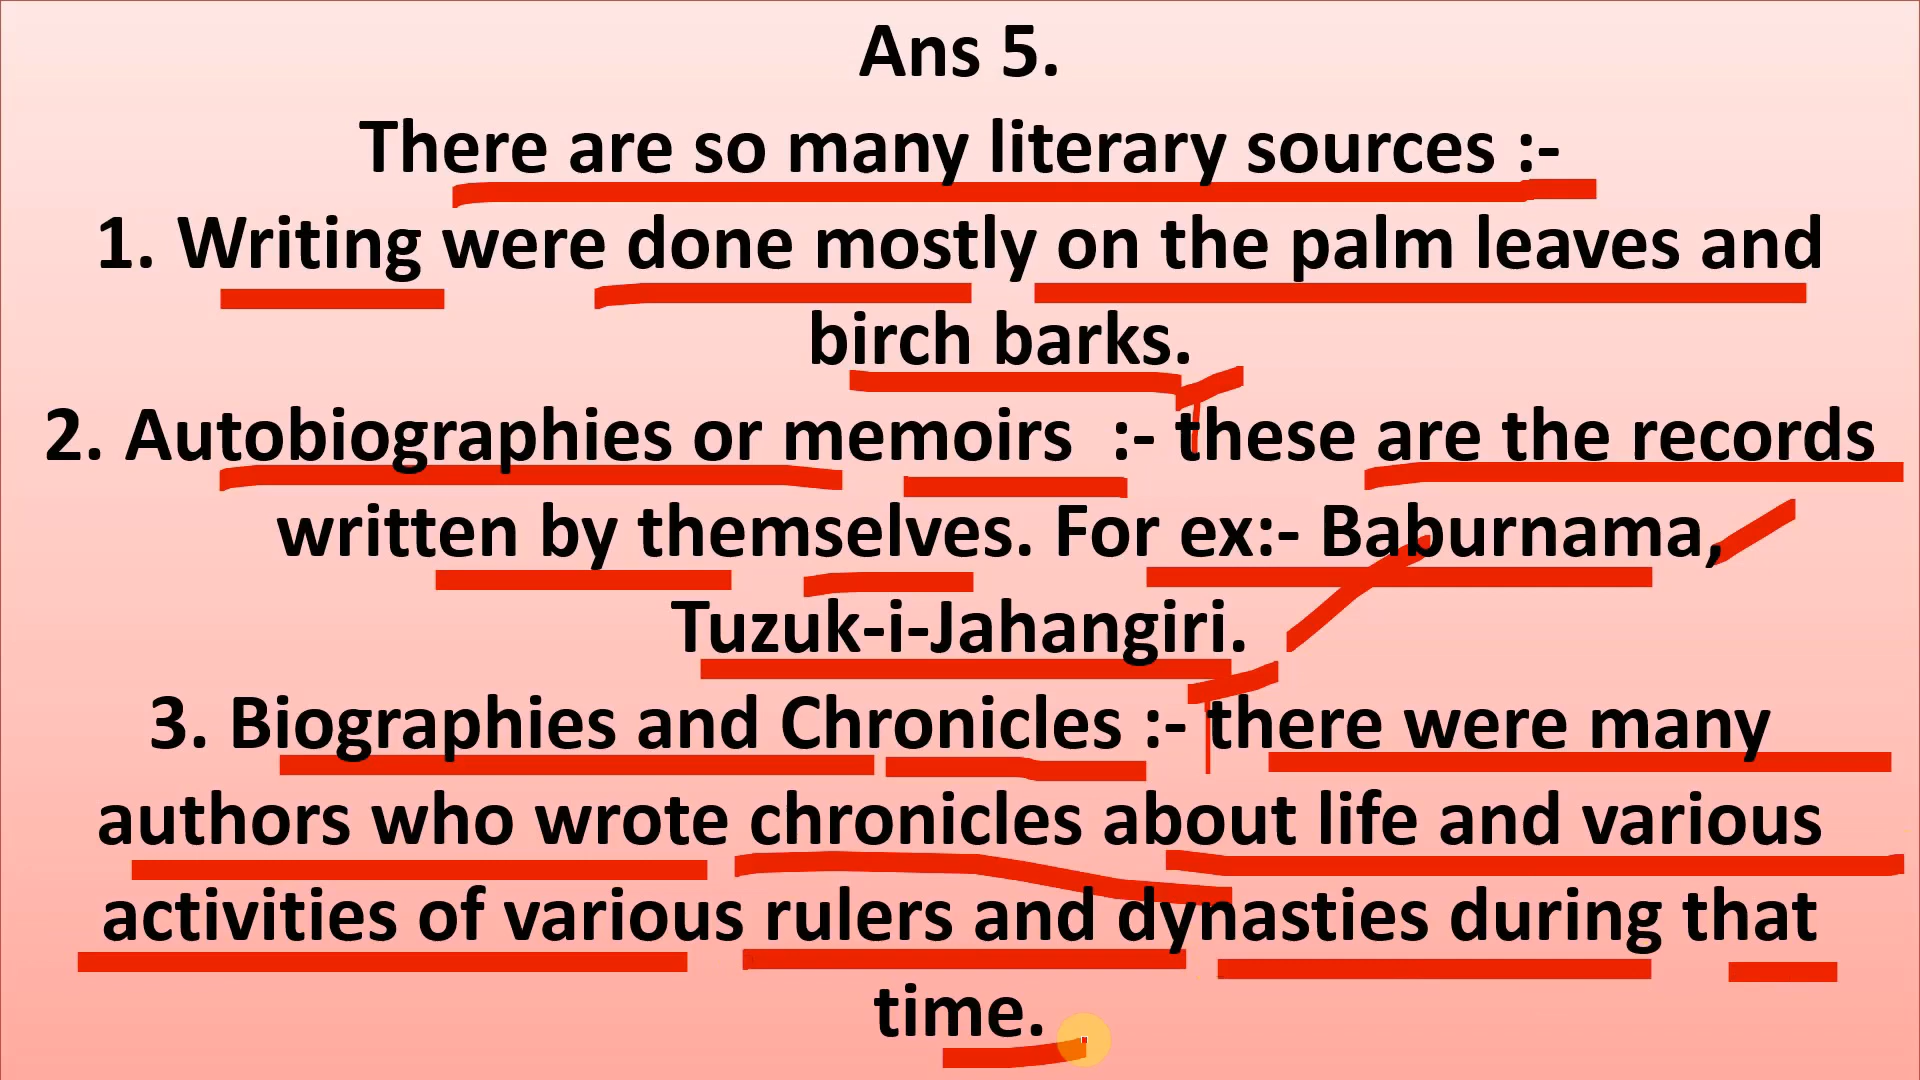 Ans 5.
There are so many literary sources :-
1. Writing were done mostly on the palm leaves and
birch barks.
2. Autobiographies or memoirs  :- these are the records
written by themselves. For ex:- Baburnama,
Tuzuk-i-Jahangiri.
3. Biographies and Chronicles :- there were many
authors who wrote chronicles about life and various
activities of various rulers and dynasties during that
time.